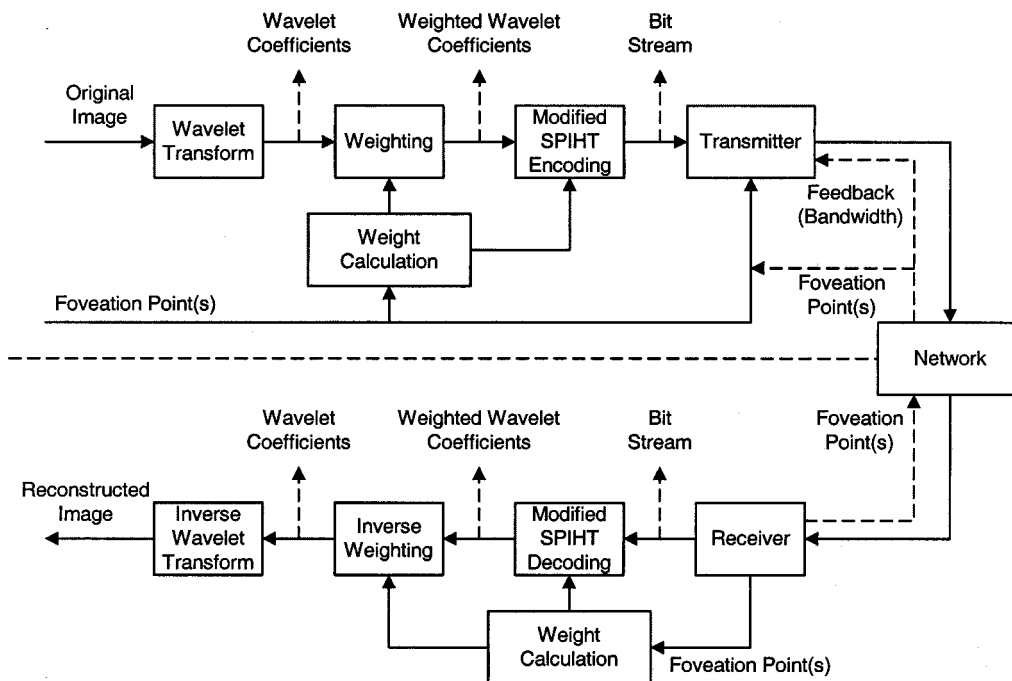 Wavelet
Coefficients
Weighted Wavelet
Coefficients
Bit
Stream
Original
Image
Wavelet
Transform
Weighting
Modified
SPIHT
Encoding
Transmitter
Feedback
(Bandwidth)
Weight
Calculation
Foveation
Point(s)
Foveation Point(s)
Network
Wavelet
Coefficients
Weighted Wavelet
Coefficients
Bit
Stream
Foveation
Point(s)
Reconstructed
Image
Inverse
Wavelet
Transform
Inverse
Weighting
Modified
SPIHT
Decoding
Receiver
Weight
Calculation
Foveation Point(s)